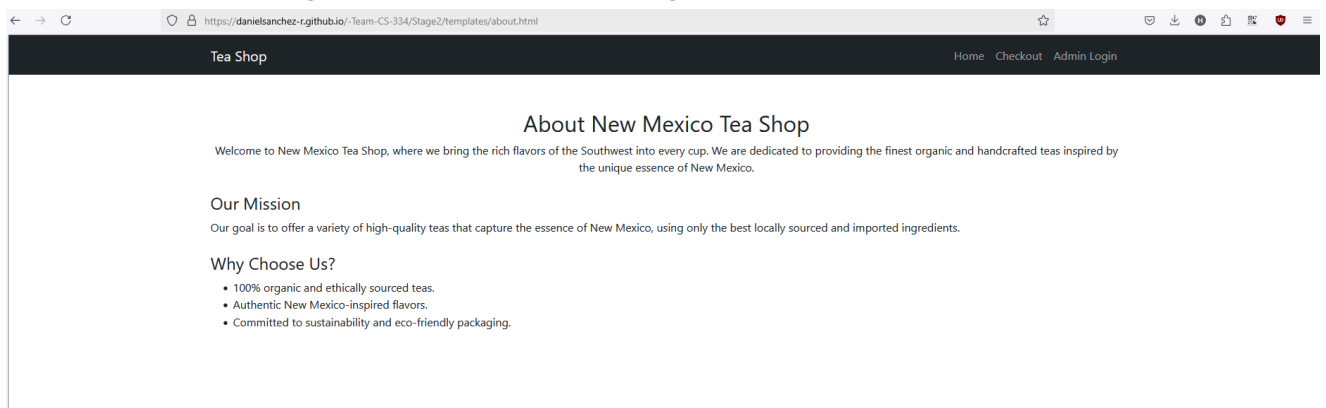 https://danielsanchez-r.github.io/-Team-CS-334/Stage2/templates/about.html
Tea Shop
Home Checkout Admin Login
About New Mexico Tea Shop
Welcome to New Mexico Tea Shop, where we bring the rich flavors of the Southwest into every cup. We are dedicated to providing the finest organic and handcrafted teas inspired by
the unique essence of New Mexico.
Our Mission
Our goal is to offer a variety of high-quality teas that capture the essence of New Mexico, using only the best locally sourced and imported ingredients.
Why Choose Us?
• 100% organic and ethically sourced teas.
• Authentic New Mexico-inspired flavors.
• Committed to sustainability and eco-friendly packaging.